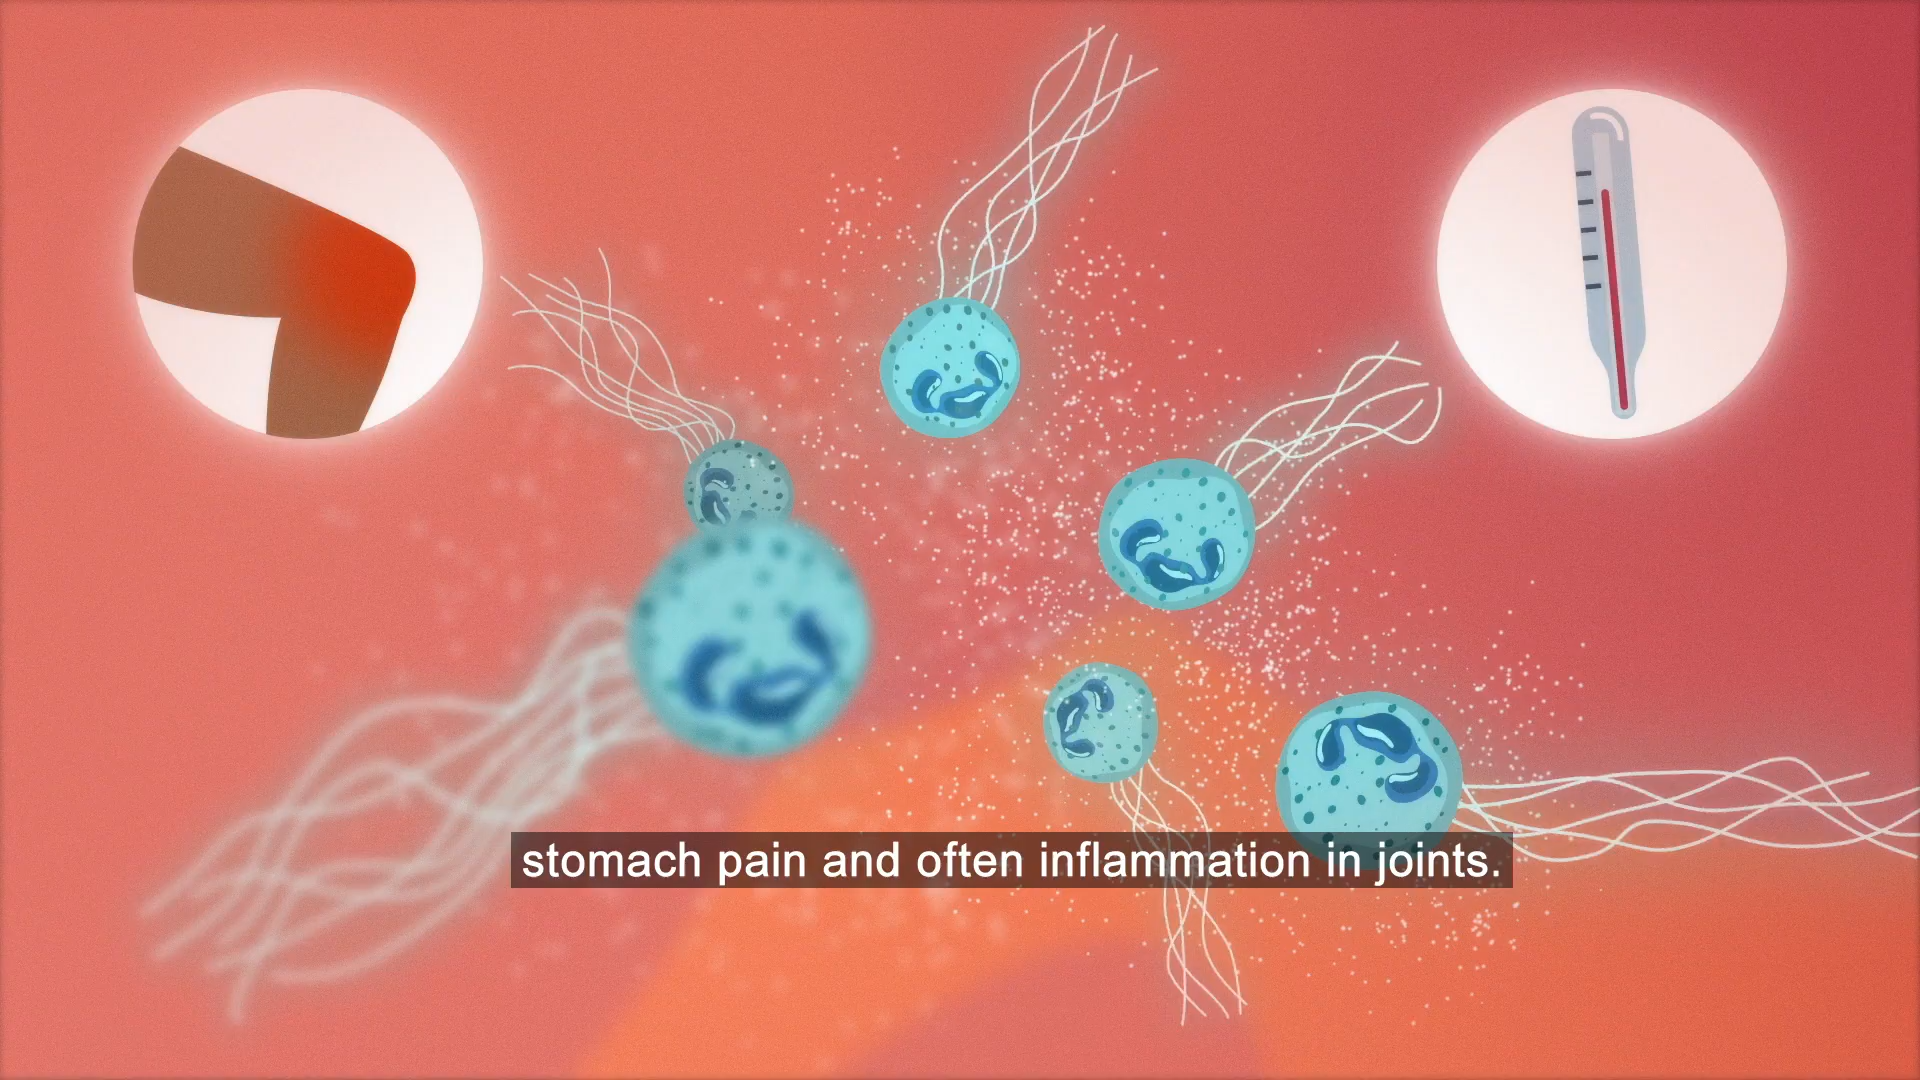 stomach pain and often inflammation in joints.